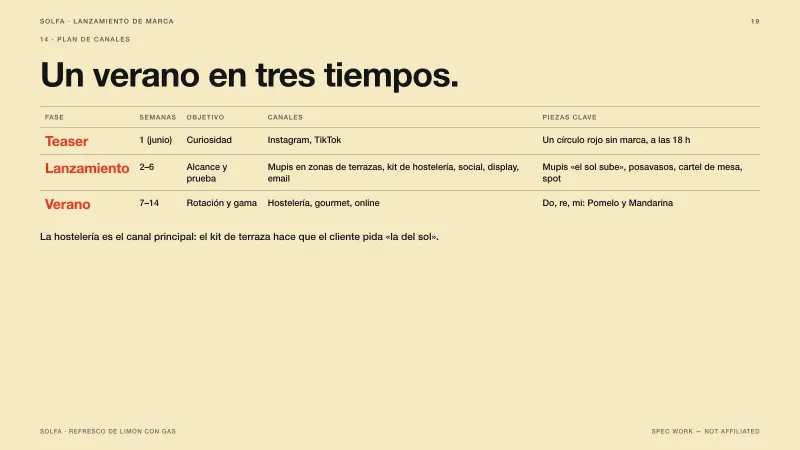 SOLFA · LANZAMIENTO DE MARCA
19
14 · PLAN DE CANALES
Un verano en tres tiempos.
FASE SEMANAS OBJETIVO CANALES PIEZAS CLAVE
Teaser 1 (junio) Curiosidad Instagram, TikTok Un círculo rojo sin marca, a las 18 h
Lanzamiento 2–6 Alcance y prueba Mupis en zonas de terrazas, kit de hostelería, social, display, email Mupis «el sol sube», posavasos, cartel de mesa, spot
Verano 7–14 Rotación y gama Hostelería, gourmet, online Do, re, mi: Pomelo y Mandarina
La hostelería es el canal principal: el kit de terraza hace que el cliente pida «la del sol».
SOLFA · REFRESCO DE LIMÓN CON GAS
SPEC WORK — NOT AFFILIATED